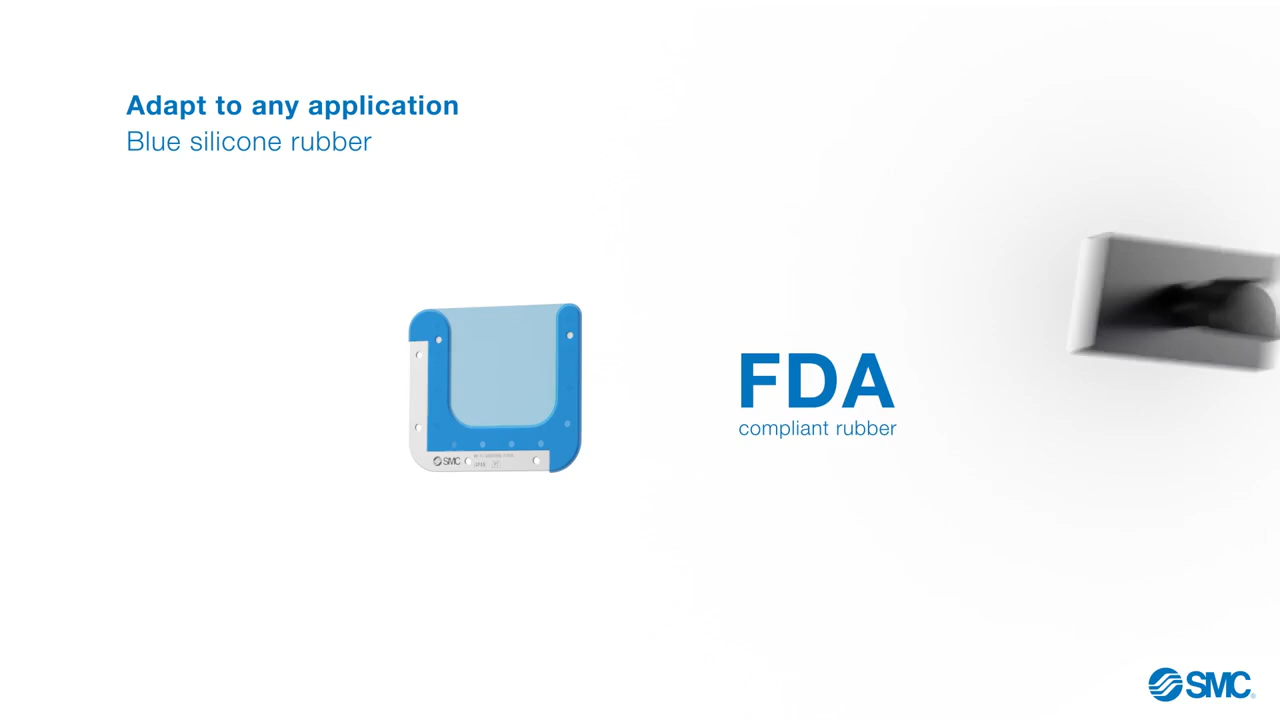 Adapt to any application
Blue silicone rubber
FDA
compliant rubber
SMC
SMC